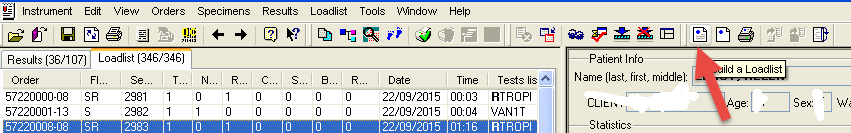 Instrument Edit View Orders Specimens Results Loadlist Tools Window Help
Results (36/107) Loadlist (346/346)
Order Fl... Se... T... N... R... C... S... B... R... Date Time Tests lis
57220000-08 SR 2981 1 0 1 0 0 0 0 22/09/2015 00:03 RTROPI
57220001-13 S 2982 1 1 0 0 0 0 0 22/09/2015 00:04 VAN1T
57220008-08 SR 2983 1 0 1 0 0 0 0 22/09/2015 01:16 RTROPI
Patient Info
Name (last, first, middle):
Build a Loadlist
CLIENT Age: Sex: Wa
Statistics